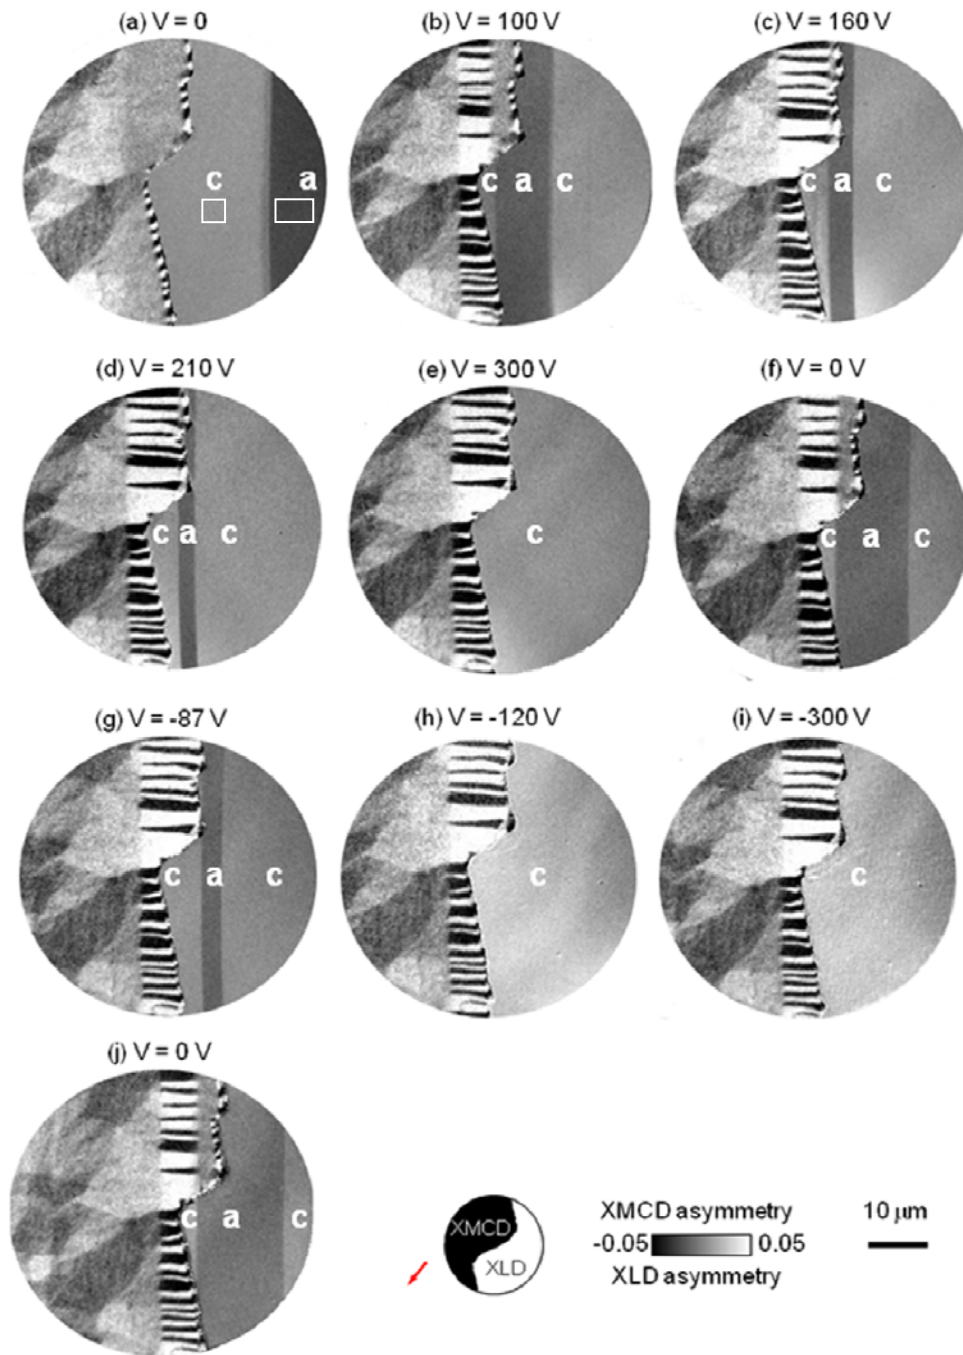 (a) V = 0
(b) V = 100 V
(c) V = 160 V
c a
c a c
c a c
(d) V = 210 V
(e) V = 300 V
(f) V = 0 V
c a c
c
c a c
(g) V = -87 V
(h) V = -120 V
(i) V = -300 V
c a c
c
c
(j) V = 0 V
c a c
XMCD
XLD
XMCD asymmetry
-0.05 0.05
XLD asymmetry
10 µm